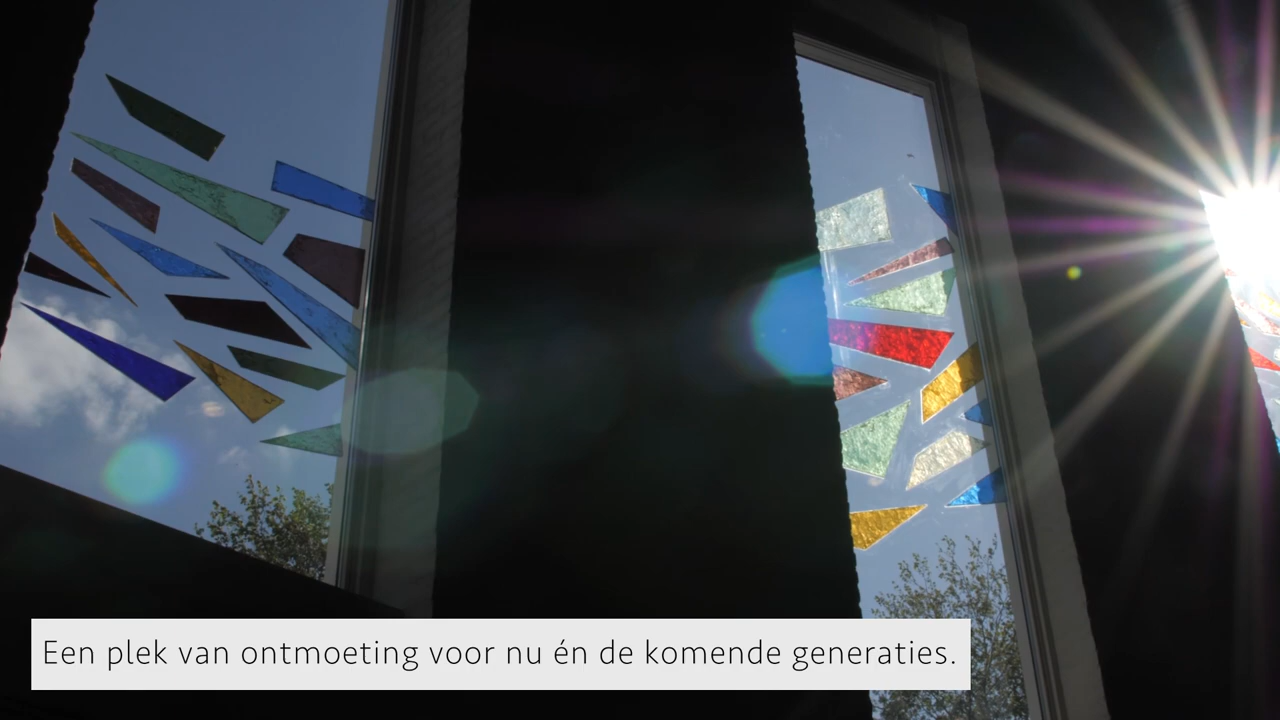 Een plek van ontmoeting voor nu én de komende generaties.